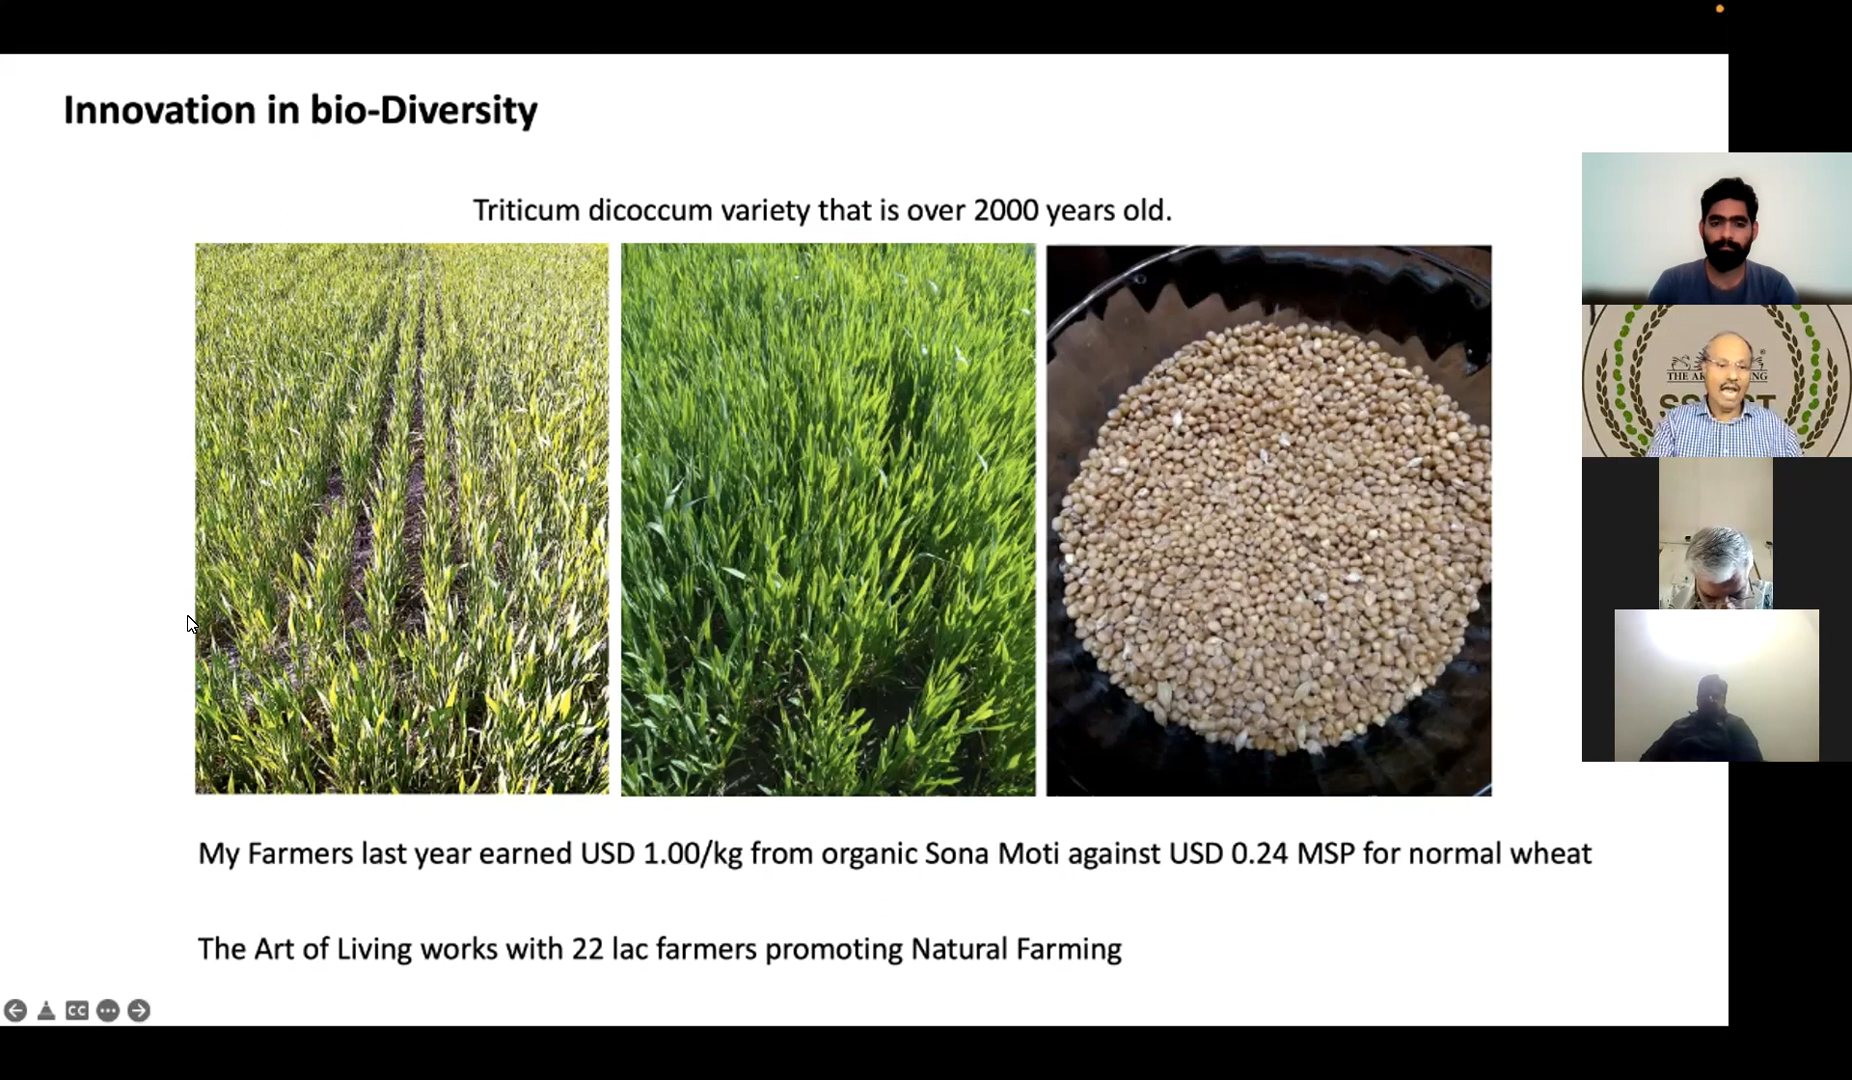 Innovation in bio-Diversity
Triticum dicoccum variety that is over 2000 years old.
My Farmers last year earned USD 1.00/kg from organic Sona Moti against USD 0.24 MSP for normal wheat
The Art of Living works with 22 lac farmers promoting Natural Farming
CC